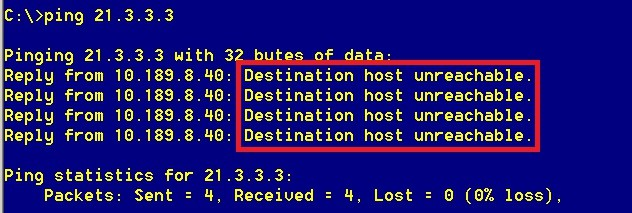 C:\>ping 21.3.3.3
Pinging 21.3.3.3 with 32 bytes of data:
Reply from 10.189.8.40: Destination host unreachable.
Reply from 10.189.8.40: Destination host unreachable.
Reply from 10.189.8.40: Destination host unreachable.
Reply from 10.189.8.40: Destination host unreachable.
Ping statistics for 21.3.3.3:
Packets: Sent = 4, Received = 4, Lost = 0 (0% loss),